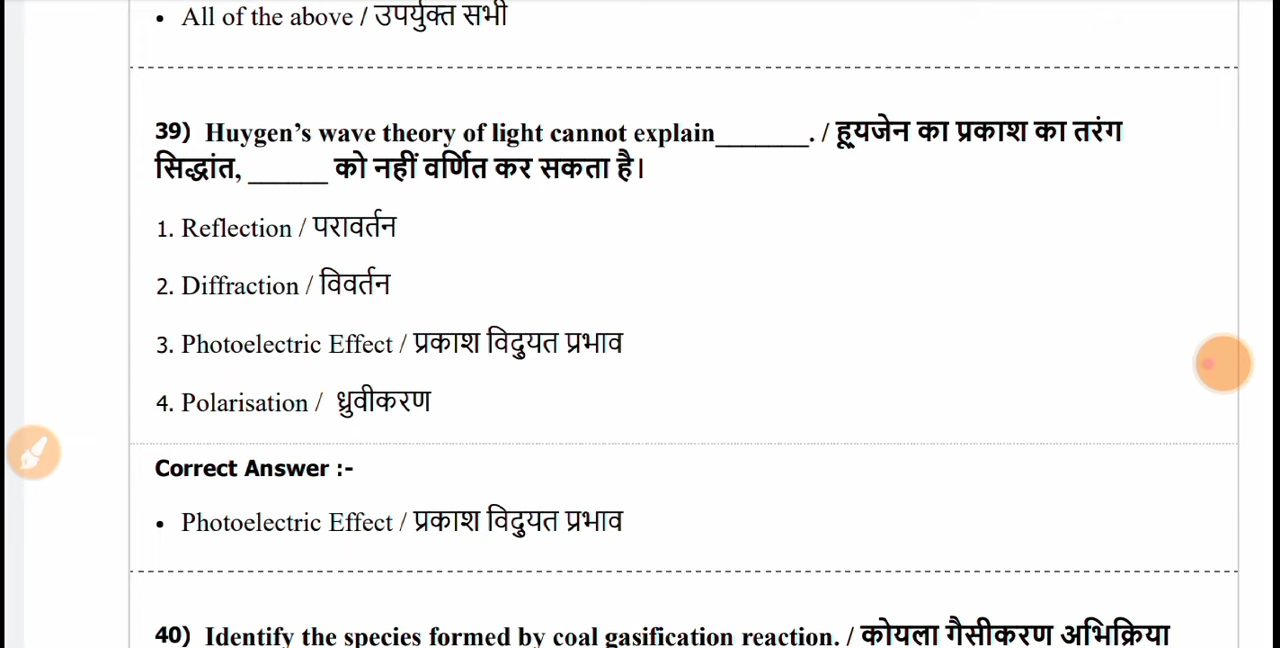 • All of the above / उपर्युक्त सभी
39) Huygen’s wave theory of light cannot explain_______. / हूयजेन का प्रकाश का तरंग
सिद्धांत, ______ को नहीं वर्णित कर सकता है।
1. Reflection / परावर्तन
2. Diffraction / विवर्तन
3. Photoelectric Effect / प्रकाश विदुयत प्रभाव
4. Polarisation / ध्रुवीकरण
Correct Answer :-
• Photoelectric Effect / प्रकाश विदुयत प्रभाव
40) Identify the species formed by coal gasification reaction. / कोयला गैसीकरण अभिक्रिया